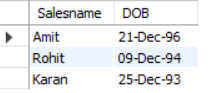 Salesname DOB
Amit 21-Dec-96
Rohit 09-Dec-94
Karan 25-Dec-93